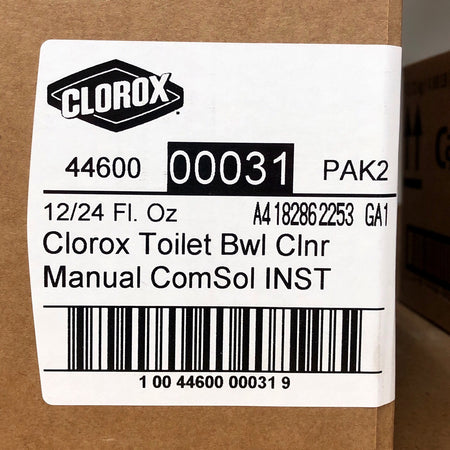 CLOROX
44600 00031 PAK2
12/24 Fl. Oz A4182862253 GA1
Clorox Toilet Bwl Clnr
Manual ComSol INST
1 00 44600 00031 9